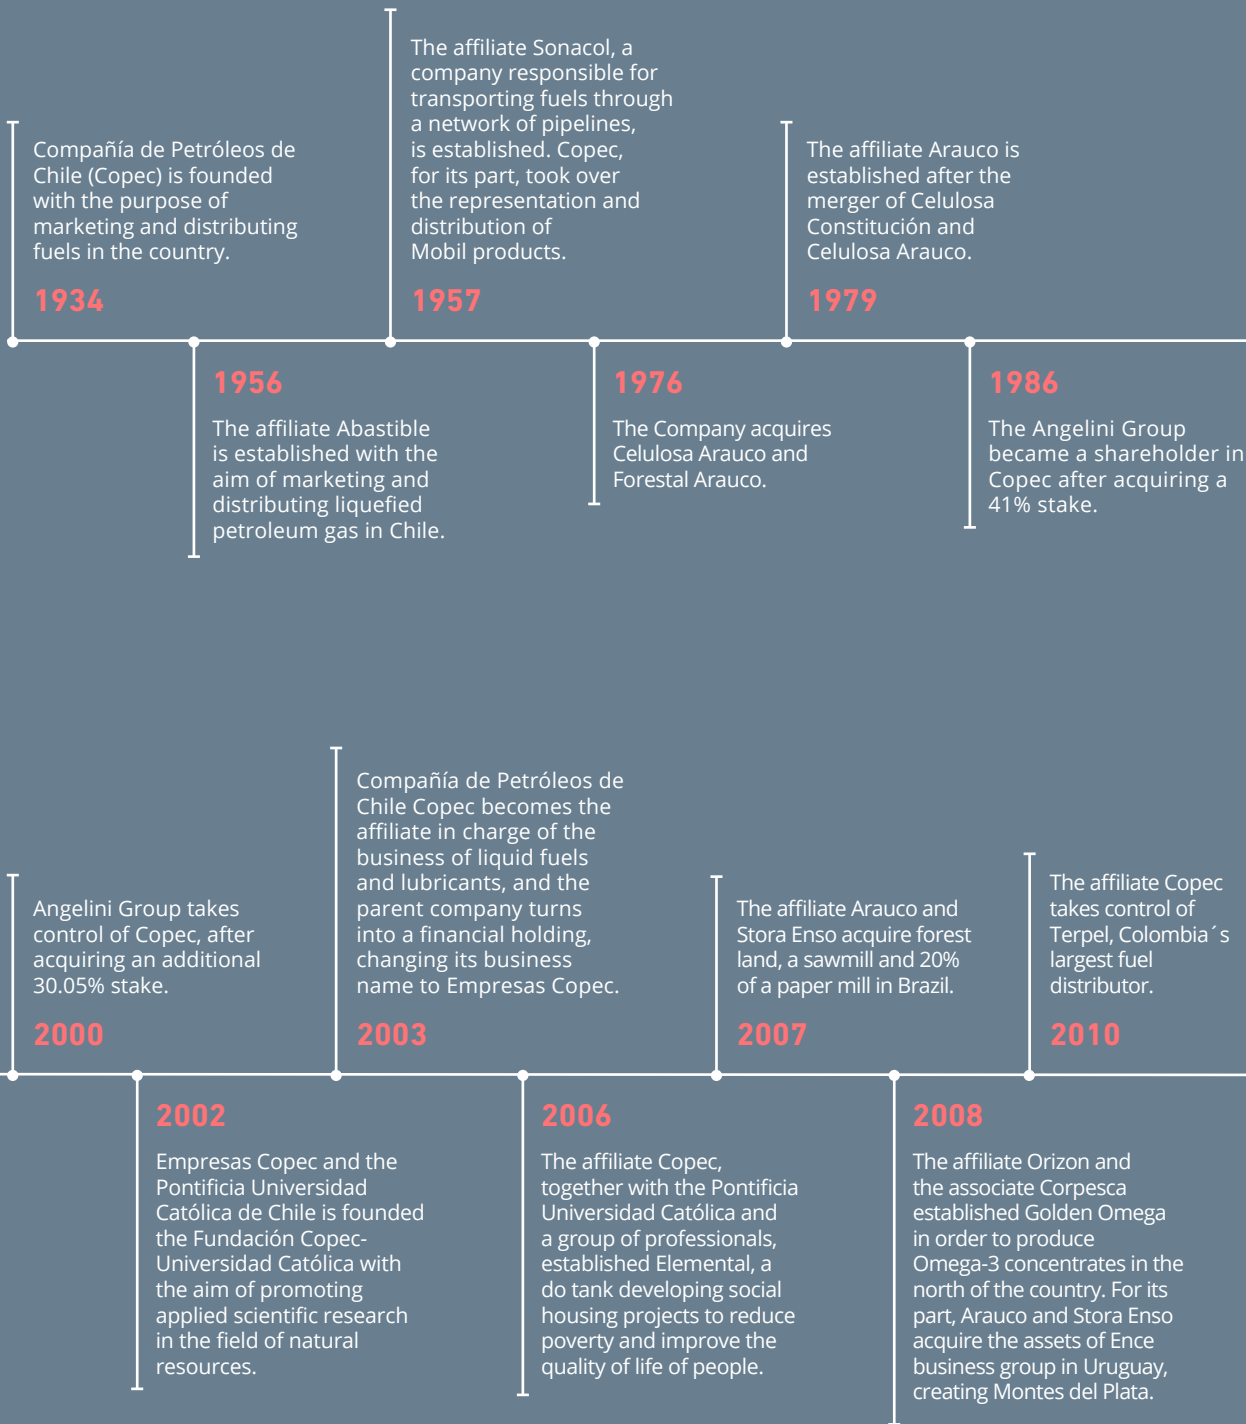 Compañía de Petróleos de
Chile (Copec) is founded
with the purpose of
marketing and distributing
fuels in the country.
1934
1956
The affiliate Abastible
is established with the
aim of marketing and
distributing liquefied
petroleum gas in Chile.
The affiliate Sonacol, a
company responsible for
transporting fuels through
a network of pipelines,
is established. Copec,
for its part, took over
the representation and
distribution of
Mobil products.
1957
1976
The Company acquires
Celulosa Arauco and
Forestal Arauco.
The affiliate Arauco is
established after the
merger of Celulosa
Constitución and
Celulosa Arauco.
1979
1986
The Angelini Group
became a shareholder in
Copec after acquiring a
41% stake.
Angelini Group takes
control of Copec, after
acquiring an additional
30.05% stake.
2000
2002
Empresas Copec and the
Pontificia Universidad
Católica de Chile is founded
the Fundación Copec-
Universidad Católica with
the aim of promoting
applied scientific research
in the field of natural
resources.
Compañía de Petróleos de
Chile Copec becomes the
affiliate in charge of the
business of liquid fuels
and lubricants, and the
parent company turns
into a financial holding,
changing its business
name to Empresas Copec.
2003
2006
The affiliate Copec,
together with the Pontificia
Universidad Católica and
a group of professionals,
established Elemental, a
do tank developing social
housing projects to reduce
poverty and improve the
quality of life of people.
The affiliate Arauco and
Stora Enso acquire forest
land, a sawmill and 20%
of a paper mill in Brazil.
2007
2008
The affiliate Orizon and
the associate Corpesca
established Golden Omega
in order to produce
Omega-3 concentrates in the
north of the country. For its
part, Arauco and Stora Enso
acquire the assets of Ence
business group in Uruguay,
creating Montes del Plata.
The affiliate Copec
takes control of
Terpel, Colombia´s
largest fuel
distributor.
2010